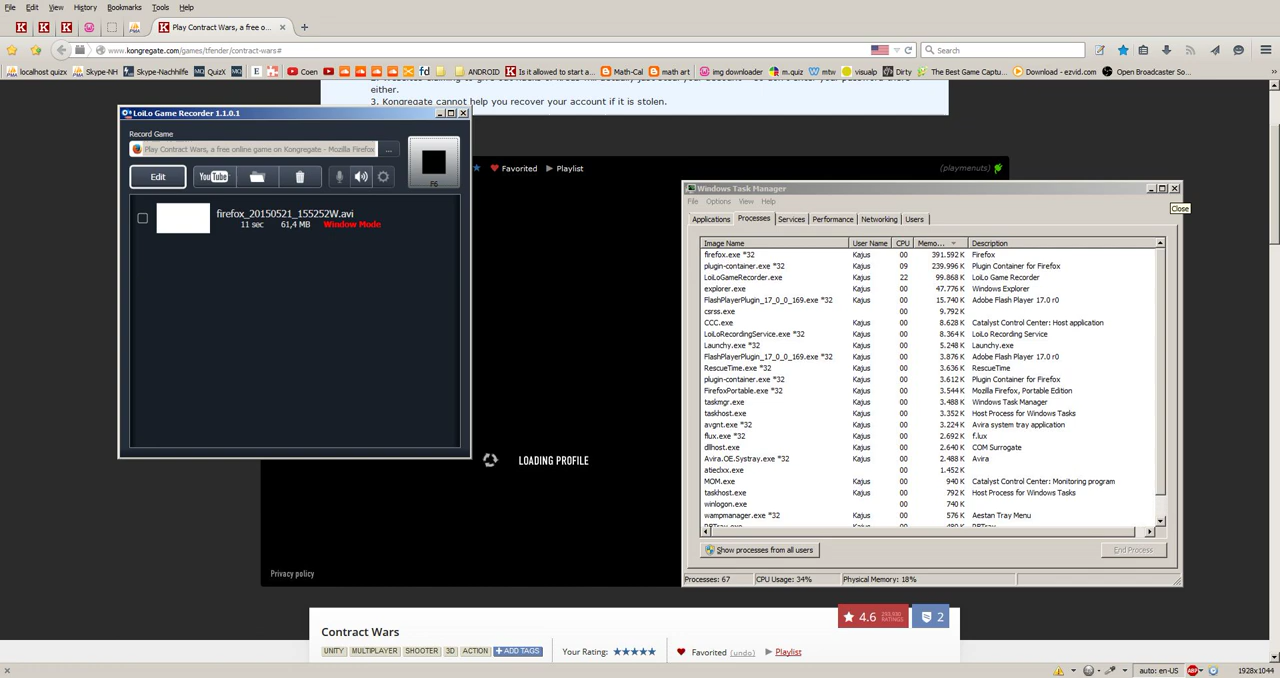 File Edit View History Bookmarks Tools Help
Play Contract Wars, a free o...
www.kongregate.com/games/tfender/contract-wars#
Search
localhost quizx Skype-NH Skype-Nachhilfe QuizX Coen fd ANDROID Is it allowed to start a... Math-Cal math art img downloader m.quiz mtw visualp Dirty The Best Game Captu... Download - ezvid.com Open Broadcaster So...
either.
3. Kongregate cannot help you recover your account if it is stolen.
LoiLo Game Recorder 1.1.0.1
Record Game
Play Contract Wars, a free online game on Kongregate - Mozilla Firefox
...
Edit
YouTube
F6
firefox_20150521_155252W.avi
11 sec 61,4 MB Window Mode
Favorited Playlist
(playmenuts)
Windows Task Manager
File Options View Help
Close
Applications Processes Services Performance Networking Users
Image Name User Name CPU Memo... Description
firefox.exe *32 Kajus 00 391.592 K Firefox
plugin-container.exe *32 Kajus 09 239.996 K Plugin Container for Firefox
LoiLoGameRecorder.exe Kajus 22 99.868 K LoiLo Game Recorder
explorer.exe Kajus 00 47.776 K Windows Explorer
FlashPlayerPlugin_17_0_0_169.exe *32 Kajus 00 15.740 K Adobe Flash Player 17.0 r0
csrss.exe 00 9.792 K
CCC.exe Kajus 00 8.628 K Catalyst Control Center: Host application
LoiLoRecordingService.exe *32 Kajus 00 8.364 K LoiLo Recording Service
Launchy.exe *32 Kajus 00 5.248 K Launchy.exe
FlashPlayerPlugin_17_0_0_169.exe *32 Kajus 00 3.876 K Adobe Flash Player 17.0 r0
RescueTime.exe *32 Kajus 00 3.636 K RescueTime
plugin-container.exe *32 Kajus 00 3.612 K Plugin Container for Firefox
FirefoxPortable.exe *32 Kajus 00 3.544 K Mozilla Firefox, Portable Edition
taskmgr.exe Kajus 00 3.488 K Windows Task Manager
taskhost.exe Kajus 00 3.352 K Host Process for Windows Tasks
avgnt.exe *32 Kajus 00 3.224 K Avira system tray application
flux.exe *32 Kajus 00 2.692 K f.lux
dllhost.exe Kajus 00 2.640 K COM Surrogate
Avira.OE.Systray.exe *32 Kajus 00 2.488 K Avira
atieclxx.exe 00 1.452 K
MOM.exe Kajus 00 940 K Catalyst Control Center: Monitoring program
taskhost.exe Kajus 00 792 K Host Process for Windows Tasks
winlogon.exe 00 740 K
wampmanager.exe *32 Kajus 00 576 K Aestan Tray Menu
Show processes from all users
End Process
Processes: 67 CPU Usage: 34% Physical Memory: 18%
LOADING PROFILE
Privacy policy
Contract Wars
4.6 RATINGS 2
UNITY MULTIPLAYER SHOOTER 3D ACTION ADD TAGS
Your Rating:
Favorited (undo) Playlist
auto: en-US ABP 1928x1044